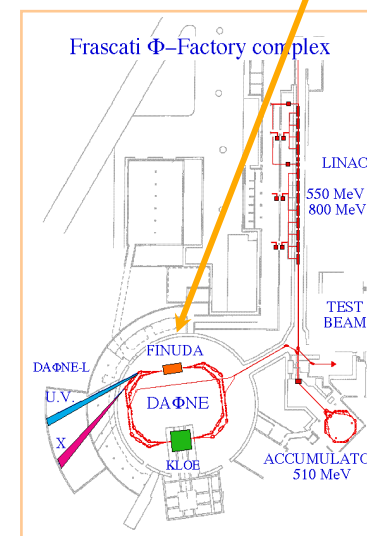 Frascati Φ–Factory complex
LINAC
550 MeV
800 MeV
TEST
BEAM
FINUDA
DAΦNE-L
U.V.
DAΦNE
X
KLOE
ACCUMULATO
510 MeV